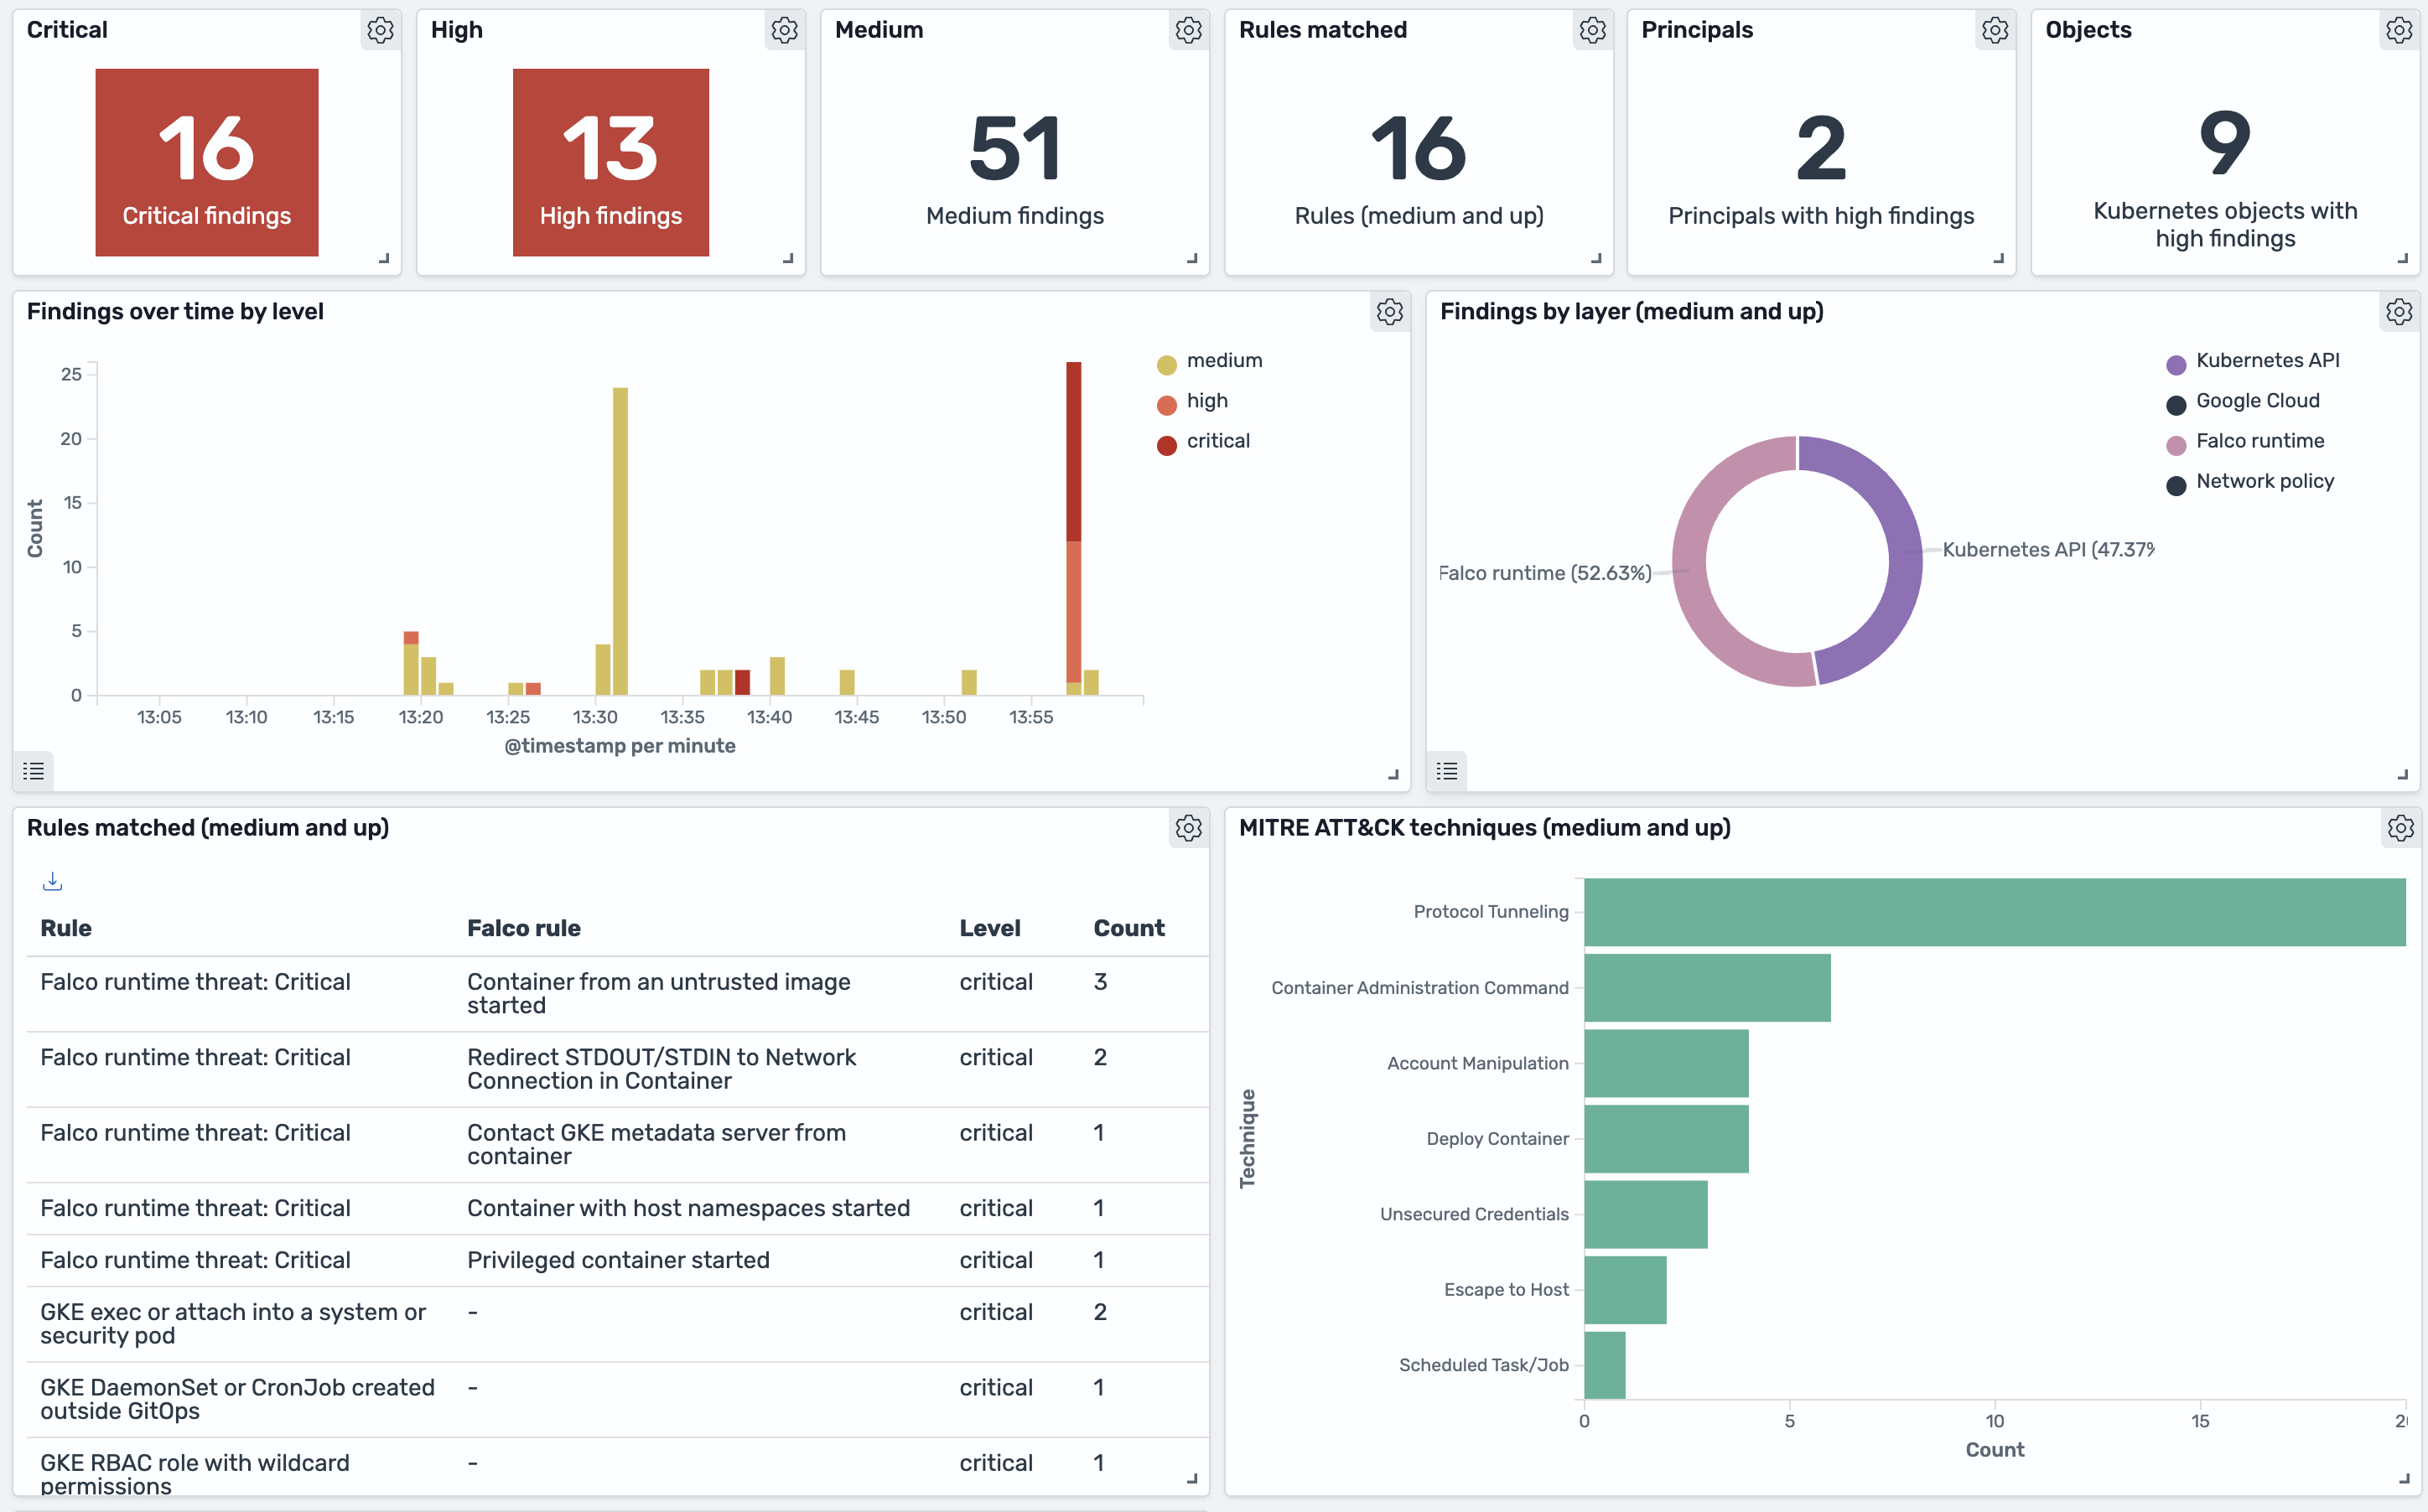 Critical
16
Critical findings
High
13
High findings
Medium
51
Medium findings
Rules matched
16
Rules (medium and up)
Principals
2
Principals with high findings
Objects
9
Kubernetes objects with
high findings
Findings over time by level
25
20
15
10
5
0
Count
13:05
13:10
13:15
13:20
13:25
13:30
13:35
13:40
13:45
13:50
13:55
@timestamp per minute
medium
high
critical
Findings by layer (medium and up)
Kubernetes API
Google Cloud
Falco runtime
Network policy
Falco runtime (52.63%)
Kubernetes API (47.37%
Rules matched (medium and up)
Rule Falco rule Level Count
Falco runtime threat: Critical Container from an untrusted image critical 3
started
Falco runtime threat: Critical Redirect STDOUT/STDIN to Network critical 2
Connection in Container
Falco runtime threat: Critical Contact GKE metadata server from critical 1
container
Falco runtime threat: Critical Container with host namespaces started critical 1
Falco runtime threat: Critical Privileged container started critical 1
GKE exec or attach into a system or - critical 2
security pod
GKE DaemonSet or CronJob created - critical 1
outside GitOps
GKE RBAC role with wildcard - critical 1
permissions
MITRE ATT&CK techniques (medium and up)
Technique
Protocol Tunneling
Container Administration Command
Account Manipulation
Deploy Container
Unsecured Credentials
Escape to Host
Scheduled Task/Job
0
5
10
15
Count